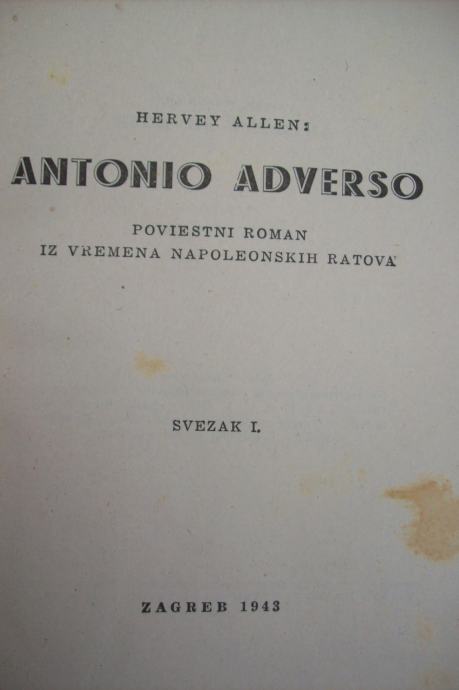 HERVEY ALLEN:
ANTONIO ADVERSO
POVIESTNI ROMAN
IZ VREMENA NAPOLEONSKIH RATOVA
SVEZAK I.
ZAGREB 1943